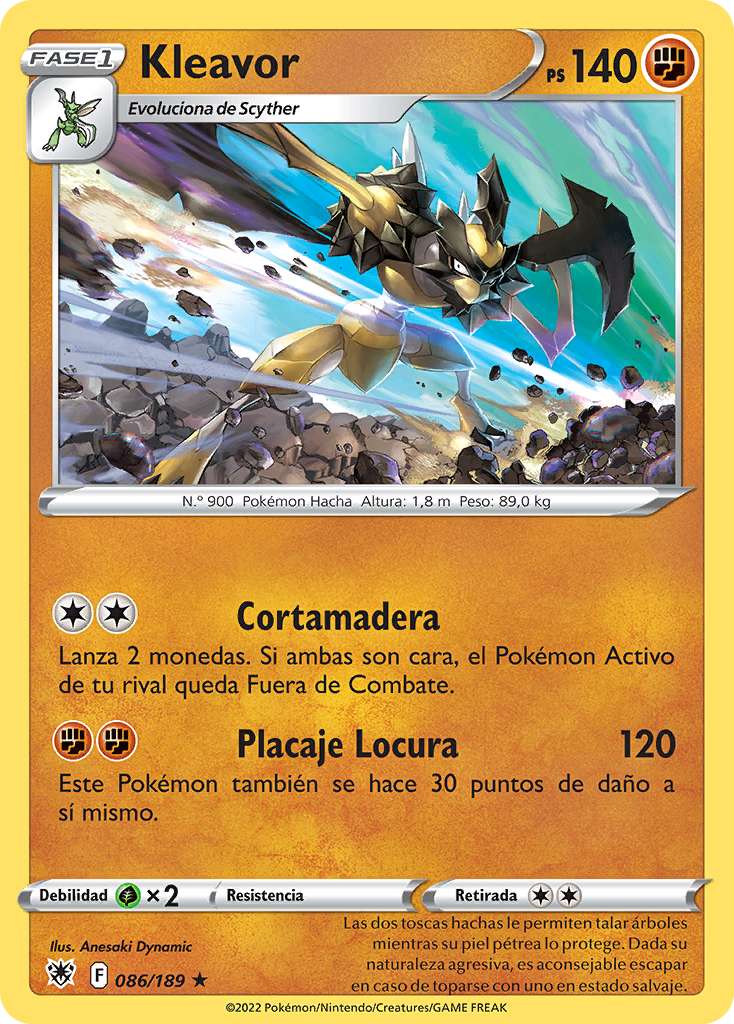 FASE 1
Kleavor
PS 140
Evoluciona de Scyther
N.º 900 Pokémon Hacha Altura: 1,8 m Peso: 89,0 kg
Cortamadera
Lanza 2 monedas. Si ambas son cara, el Pokémon Activo
de tu rival queda Fuera de Combate.
Placaje Locura 120
Este Pokémon también se hace 30 puntos de daño a
sí mismo.
Debilidad ×2 Resistencia Retirada
Ilus. Anesaki Dynamic
F 086/189 ★
Las dos toscas hachas le permiten talar árboles
mientras su piel pétrea lo protege. Dada su
naturaleza agresiva, es aconsejable escapar
en caso de toparse con uno en estado salvaje.
©2022 Pokémon/Nintendo/Creatures/GAME FREAK